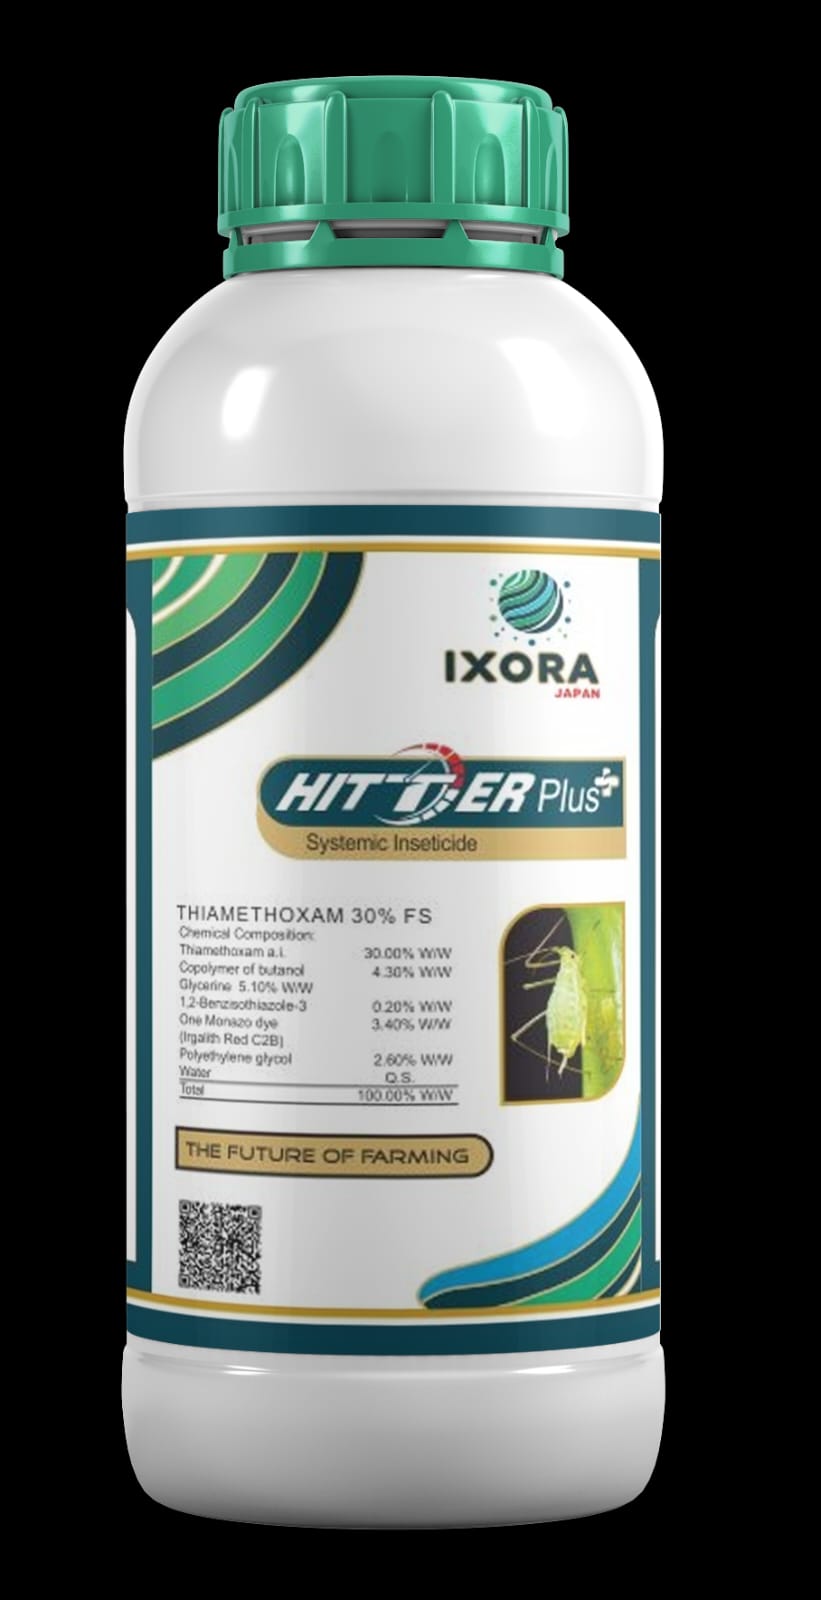 IXORA
JAPAN
HITTER Plus+
Systemic Inseticide
THIAMETHOXAM 30% FS
Chemical Composition:
Thiamethoxam a.i. 30.00% W/W
Copolymer of butanol 4.30% W/W
Glycerine 5.10% W/W
1,2-Benzisothiazole-3 0.20% W/W
One Monazo dye 3.40% W/W
(Irgalith Red C2B)
Polyethylene glycol 2.60% W/W
Water Q.S.
Total 100.00% W/W
THE FUTURE OF FARMING